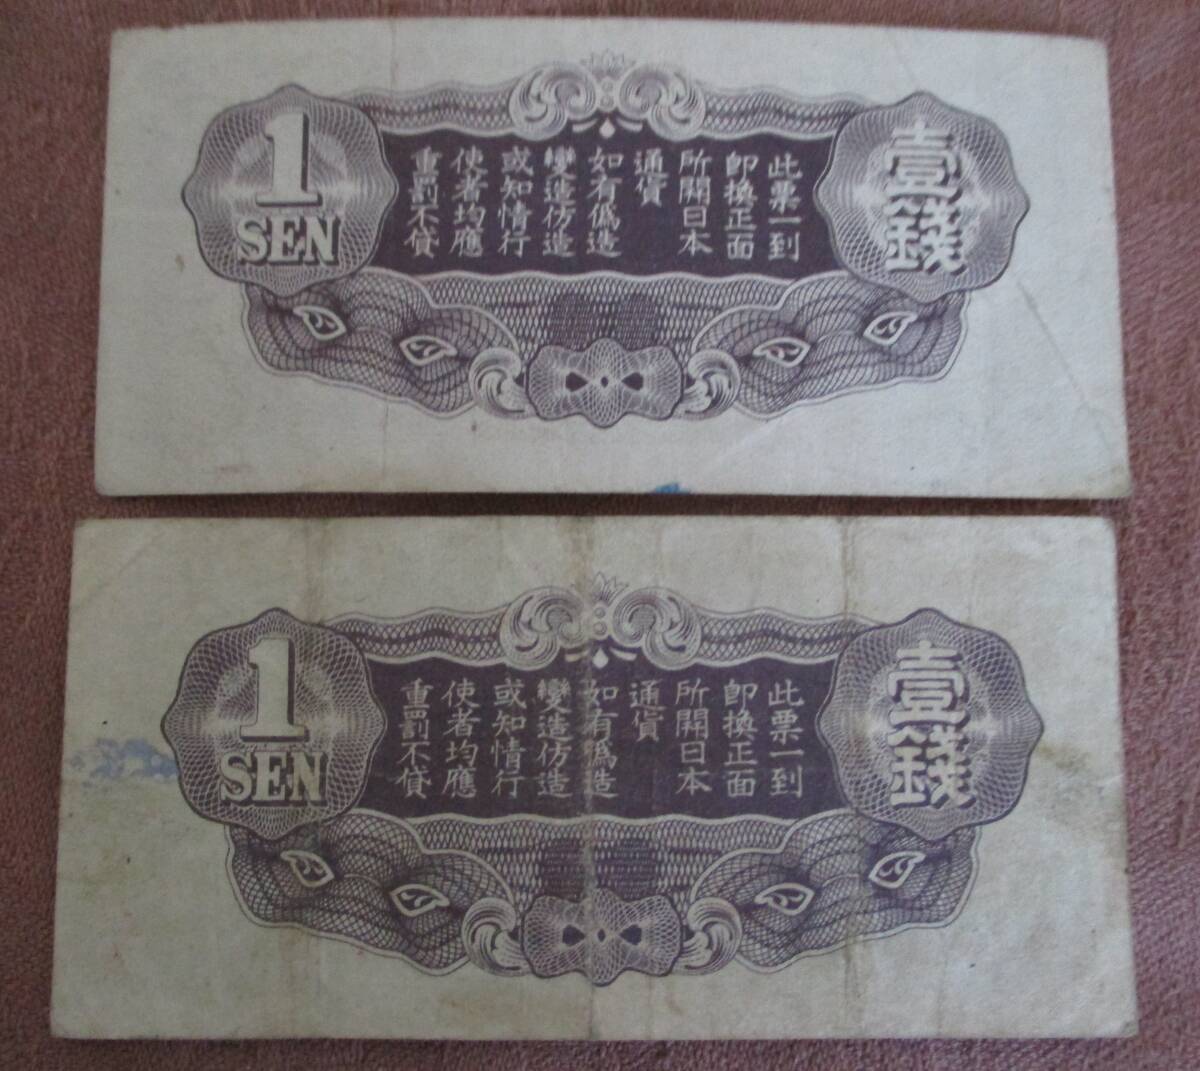 1
SEN
壹錢
此票一到
即換正面
所開日本
通貨
如有僞造
變造仿造
或知情行
使者均應
重罰不貸
1
SEN
壹錢
此票一到
即換正面
所開日本
通貨
如有僞造
變造仿造
或知情行
使者均應
重罰不貸